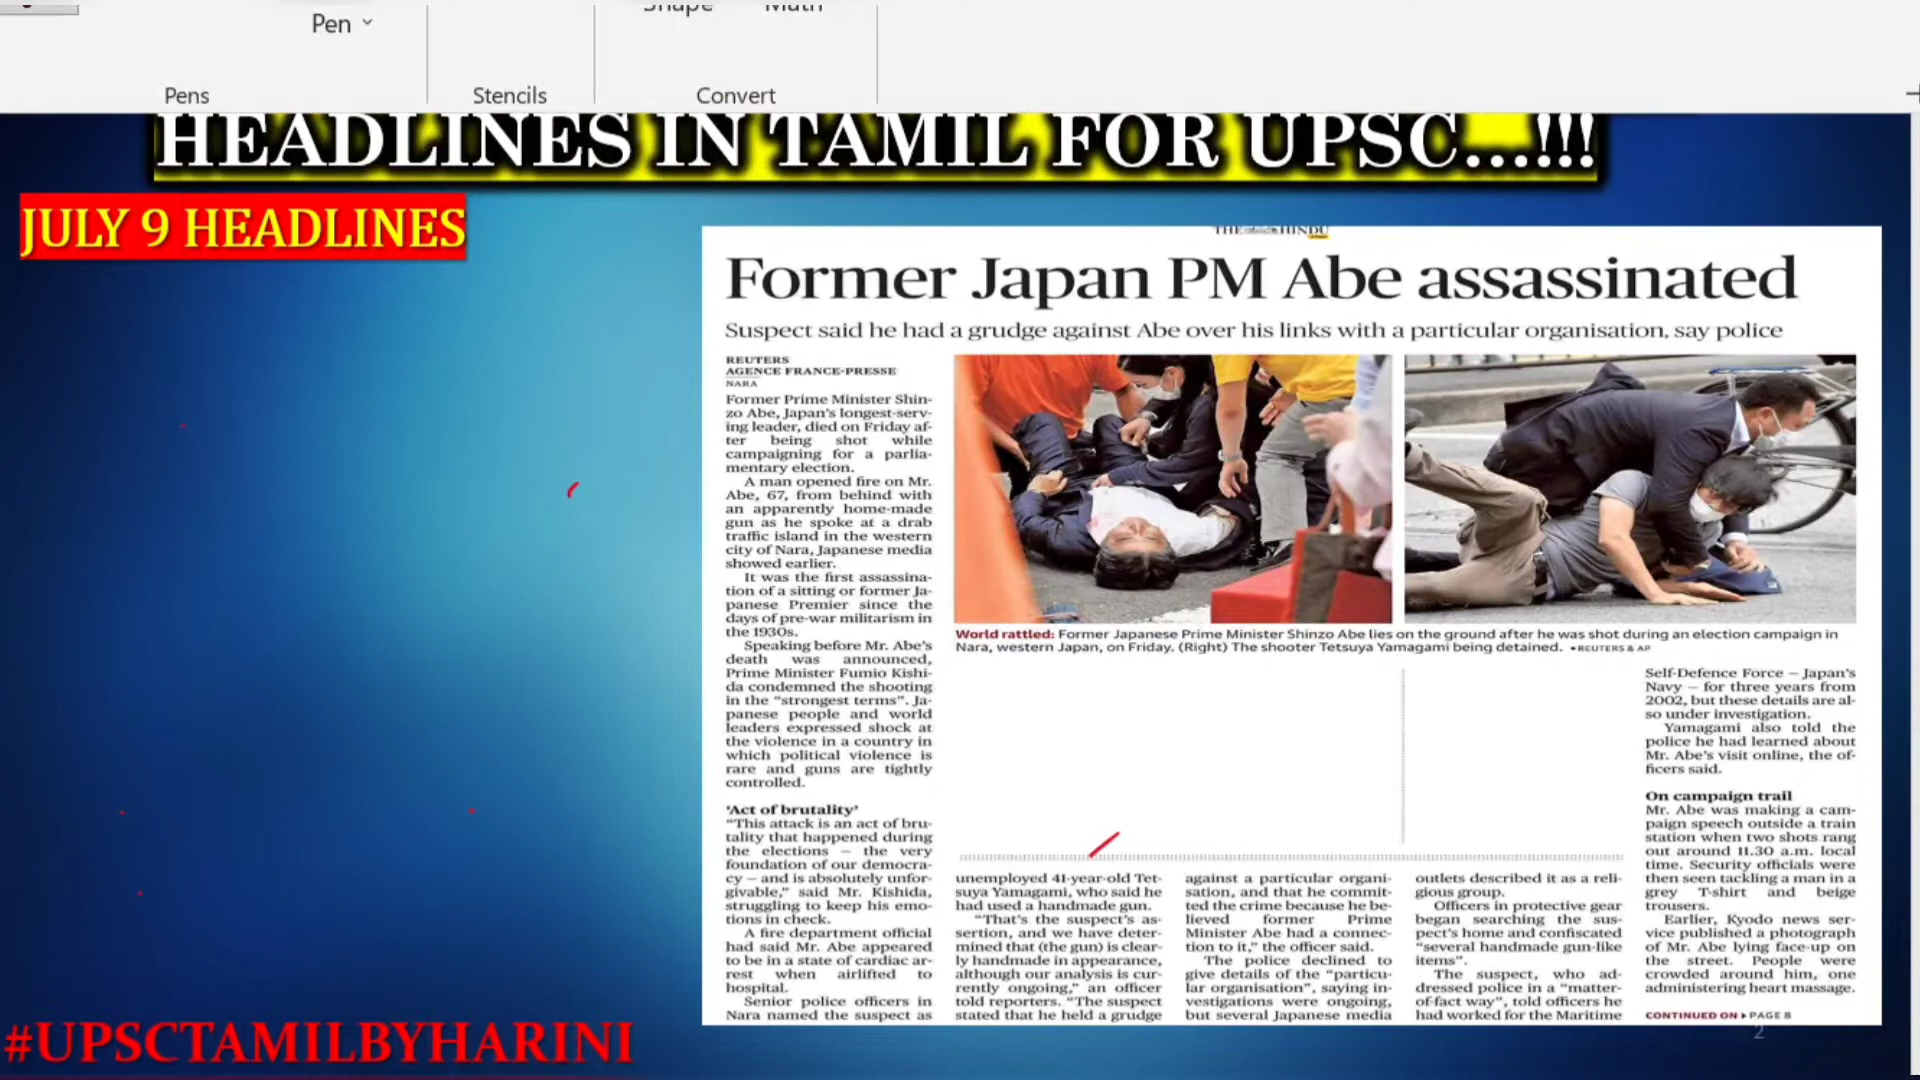 Pen
Pens
Stencils
Convert
HEADLINES IN TAMIL FOR UPSC...!!!
JULY 9 HEADLINES
THE HINDU
Former Japan PM Abe assassinated
Suspect said he had a grudge against Abe over his links with a particular organisation, say police
REUTERS
AGENCE FRANCE-PRESSE
NARA
Former Prime Minister Shin-
zo Abe, Japan's longest-serv-
ing leader, died on Friday af-
ter being shot while
campaigning for a parlia-
mentary election.
A man opened fire on Mr.
Abe, 67, from behind with
an apparently home-made
gun as he spoke at a drab
traffic island in the western
city of Nara, Japanese media
showed earlier.
It was the first assassina-
tion of a sitting or former Ja-
panese Premier since the
days of pre-war militarism in
the 1930s.
Speaking before Mr. Abe's
death was announced,
Prime Minister Fumio Kishi-
da condemned the shooting
in the "strongest terms". Ja-
panese people and world
leaders expressed shock at
the violence in a country in
which political violence is
rare and guns are tightly
controlled.
'Act of brutality'
"This attack is an act of bru-
tality that happened during
the elections – the very
foundation of our democra-
cy – and is absolutely unfor-
givable," said Mr. Kishida,
struggling to keep his emo-
tions in check.
A fire department official
had said Mr. Abe appeared
to be in a state of cardiac ar-
rest when airlifted to
hospital.
Senior police officers in
Nara named the suspect as
World rattled: Former Japanese Prime Minister Shinzo Abe lies on the ground after he was shot during an election campaign in
Nara, western Japan, on Friday. (Right) The shooter Tetsuya Yamagami being detained. • REUTERS & AP
unemployed 41-year-old Tet-
suya Yamagami, who said he
had used a handmade gun.
"That's the suspect's as-
sertion, and we have deter-
mined that (the gun) is clear-
ly handmade in appearance,
although our analysis is cur-
rently ongoing," an officer
told reporters. "The suspect
stated that he held a grudge
against a particular organi-
sation, and that he commit-
ted the crime because he be-
lieved former Prime
Minister Abe had a connec-
tion to it," the officer said.
The police declined to
give details of the "particu-
lar organisation", saying in-
vestigations were ongoing,
but several Japanese media
outlets described it as a reli-
gious group.
Officers in protective gear
began searching the sus-
pect's home and confiscated
"several handmade gun-like
items".
The suspect, who ad-
dressed police in a "matter-
of-fact way", told officers he
had worked for the Maritime
Self-Defence Force – Japan's
Navy – for three years from
2002, but these details are al-
so under investigation.
Yamagami also told the
police he had learned about
Mr. Abe's visit online, the of-
ficers said.
On campaign trail
Mr. Abe was making a cam-
paign speech outside a train
station when two shots rang
out around 11.30 a.m. local
time. Security officials were
then seen tackling a man in a
grey T-shirt and beige
trousers.
Earlier, Kyodo news ser-
vice published a photograph
of Mr. Abe lying face-up on
the street. People were
crowded around him, one
administering heart massage.
CONTINUED ON ▸ PAGE 8
2
#UPSCTAMILBYHARINI